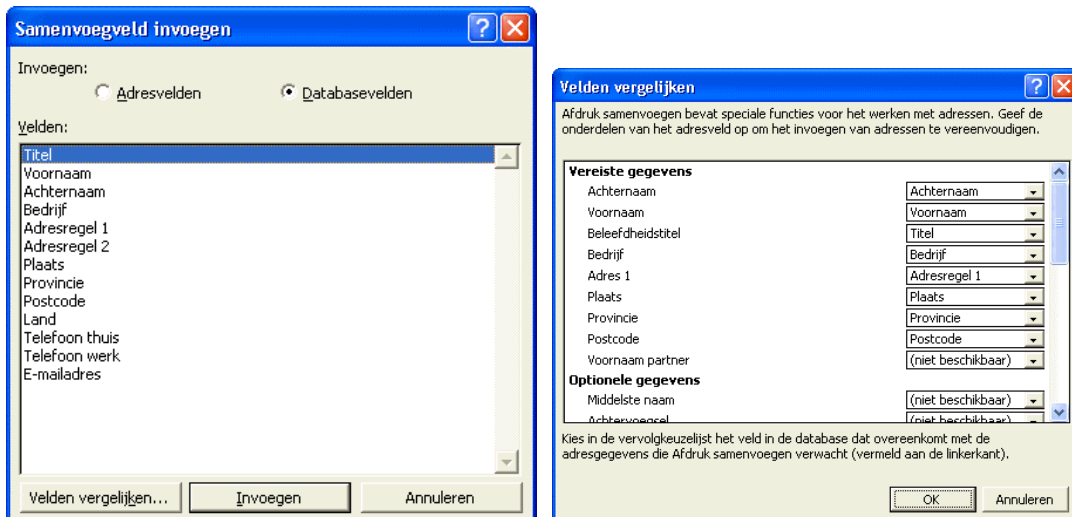 Samenvoegveld invoegen
Invoegen:
Adresvelden Databasevelden
Velden:
Titel
Voornaam
Achternaam
Bedrijf
Adresregel 1
Adresregel 2
Plaats
Provincie
Postcode
Land
Telefoon thuis
Telefoon werk
E-mailadres
Velden vergelijken... Invoegen Annuleren
Velden vergelijken
Afdruk samenvoegen bevat speciale functies voor het werken met adressen. Geef de
onderdelen van het adresveld op om het invoegen van adressen te vereenvoudigen.
Vereiste gegevens
Achternaam Achternaam
Voornaam Voornaam
Beleefdheidstitel Titel
Bedrijf Bedrijf
Adres 1 Adresregel 1
Plaats Plaats
Provincie Provincie
Postcode Postcode
Voornaam partner (niet beschikbaar)
Optionele gegevens
Middelste naam (niet beschikbaar)
Achtervoegsel (niet beschikbaar)
Kies in de vervolgkeuzelijst het veld in de database dat overeenkomt met de
adresgegevens die Afdruk samenvoegen verwacht (vermeld aan de linkerkant).
OK Annuleren